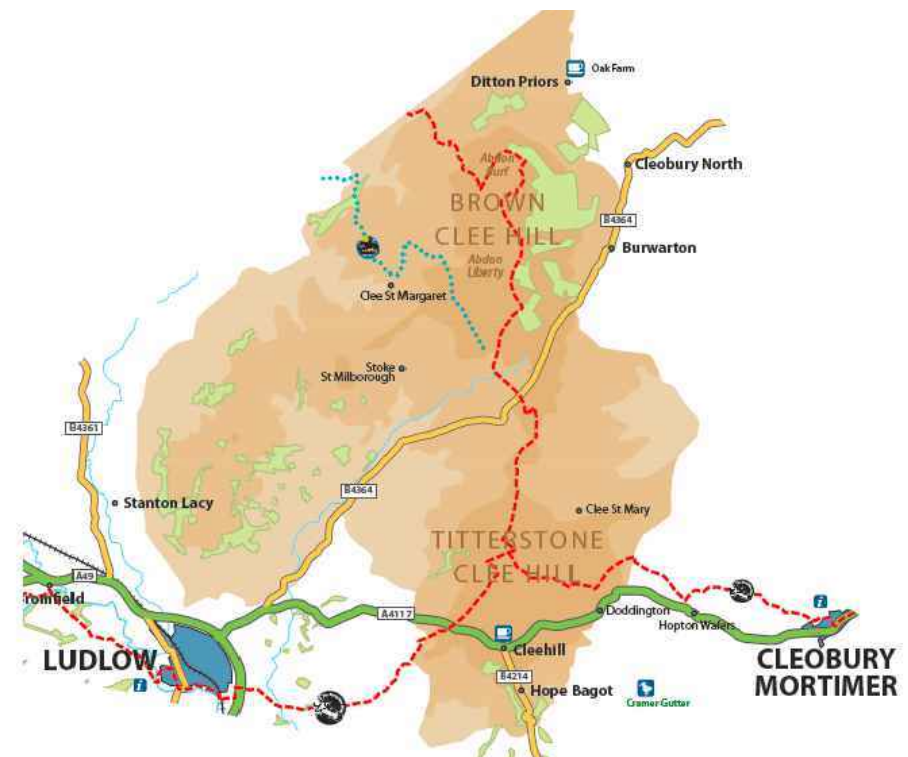 Oak Farm
Ditton Priors
Cleobury North
Abdon
Burf
BROWN
CLEE HILL
B4364
Burwarton
Abdon
Liberty
Clee St Margaret
Stoke
St Milborough
B4361
B4364
Stanton Lacy
Clee St Mary
TITTERSTONE
CLEE HILL
A49
romfield
A4117
Doddington
Hopton Wafers
LUDLOW
Cleehill
CLEOBURY
MORTIMER
B4214
Hope Bagot
Cramer Gutter